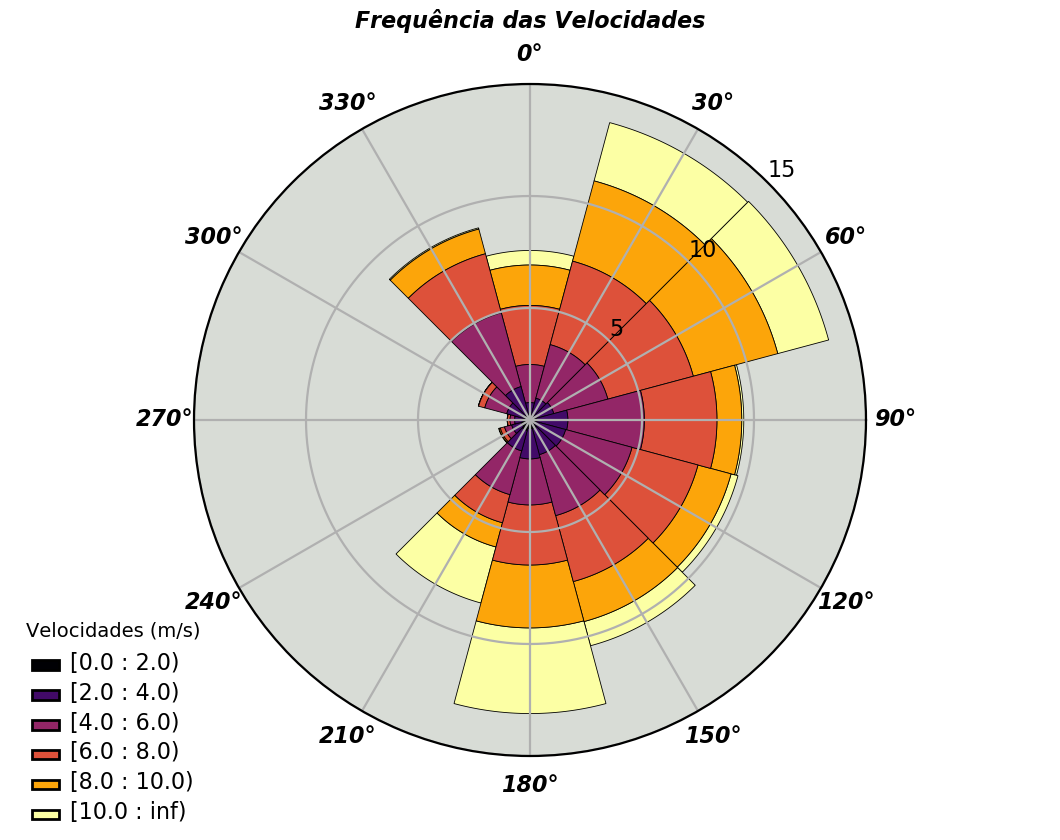 Frequência das Velocidades
0°
330°
30°
15
300°
60°
10
5
270°
90°
240°
120°
210°
150°
180°
Velocidades (m/s)
[0.0 : 2.0)
[2.0 : 4.0)
[4.0 : 6.0)
[6.0 : 8.0)
[8.0 : 10.0)
[10.0 : inf)